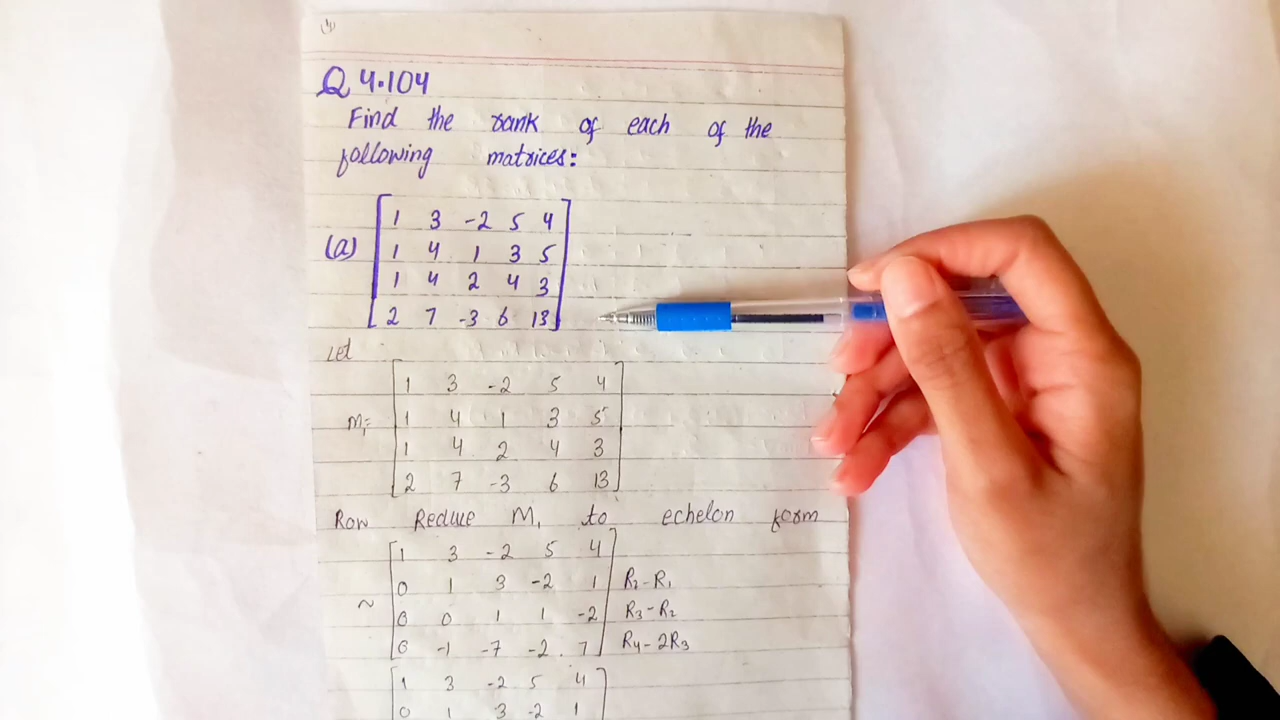 (1)
Q 4.104
Find the rank of each of the
following matrices:
(a)
1 3 -2 5 4
1 4 1 3 5
1 4 2 4 3
2 7 -3 6 13
Let
M₁=
1 3 -2 5 4
1 4 1 3 5
1 4 2 4 3
2 7 -3 6 13
Row Reduce M₁ to echelon form
~
1 3 -2 5 4
0 1 3 -2 1 R₂-R₁
0 0 1 1 -2 R₃-R₂
0 -1 -7 -2 7 R₄-2R₃
1 3 -2 5 4
0 1 3 -2 1